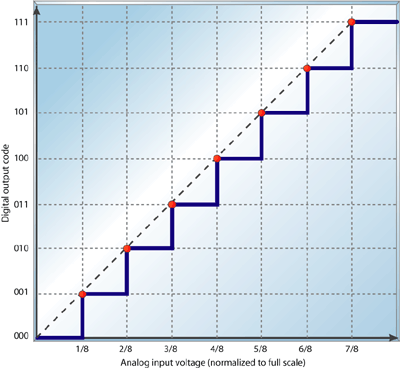 111
110
101
100
011
010
001
000
Digital output code
1/8 2/8 3/8 4/8 5/8 6/8 7/8
Analog input voltage (normalized to full scale)